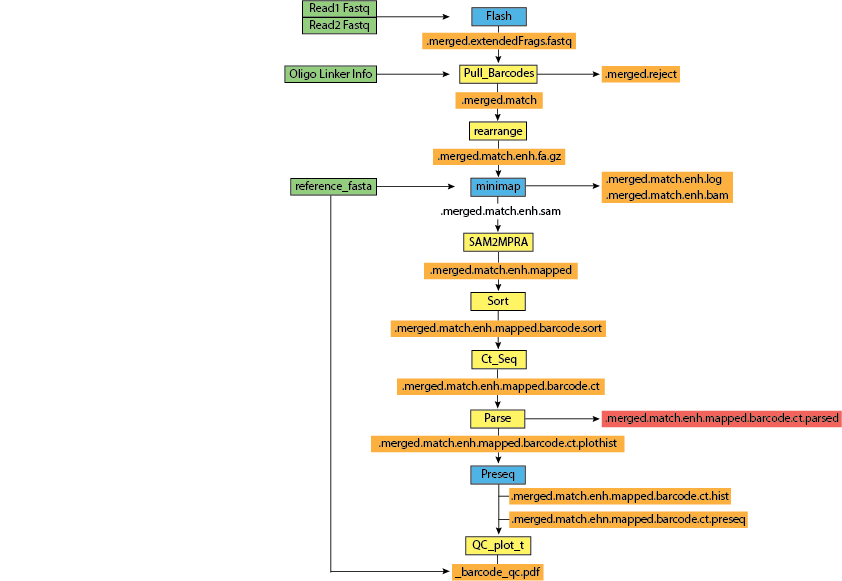 Read1 Fastq
Flash
Read2 Fastq
.merged.extendedFrags.fastq
Oligo Linker Info
Pull_Barcodes
.merged.reject
.merged.match
rearrange
.merged.match.enh.fa.gz
reference_fasta
minimap
.merged.match.enh.log
.merged.match.enh.bam
.merged.match.enh.sam
SAM2MPRA
.merged.match.enh.mapped
Sort
.merged.match.enh.mapped.barcode.sort
Ct_Seq
.merged.match.enh.mapped.barcode.ct
Parse
.merged.match.enh.mapped.barcode.ct.parsed
.merged.match.enh.mapped.barcode.ct.plothist
Preseq
.merged.match.enh.mapped.barcode.ct.hist
.merged.match.ehn.mapped.barcode.ct.preseq
QC_plot_t
_barcode_qc.pdf